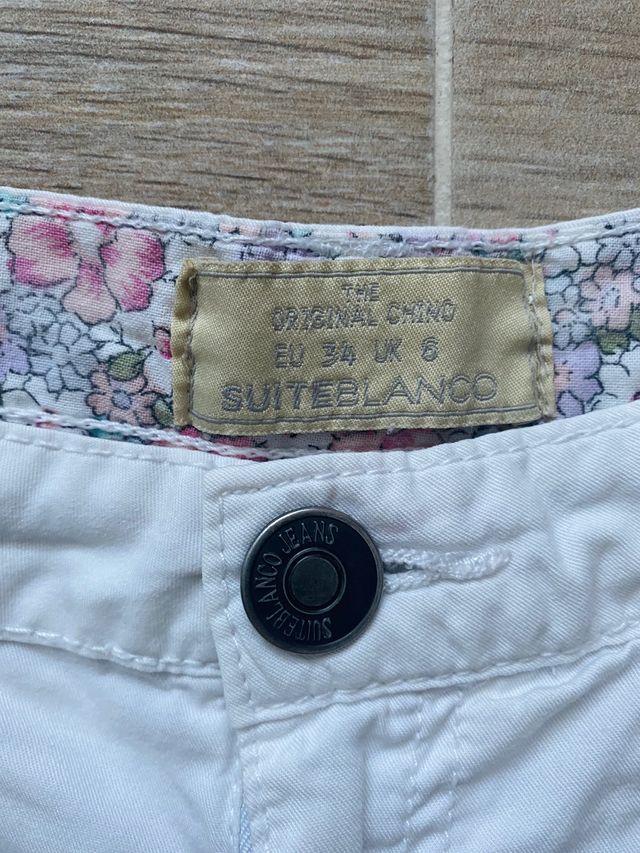 THE
ORIGINAL CHINO
EU 34 UK 6
SUITEBLANCO
SUITEBLANCO JEANS